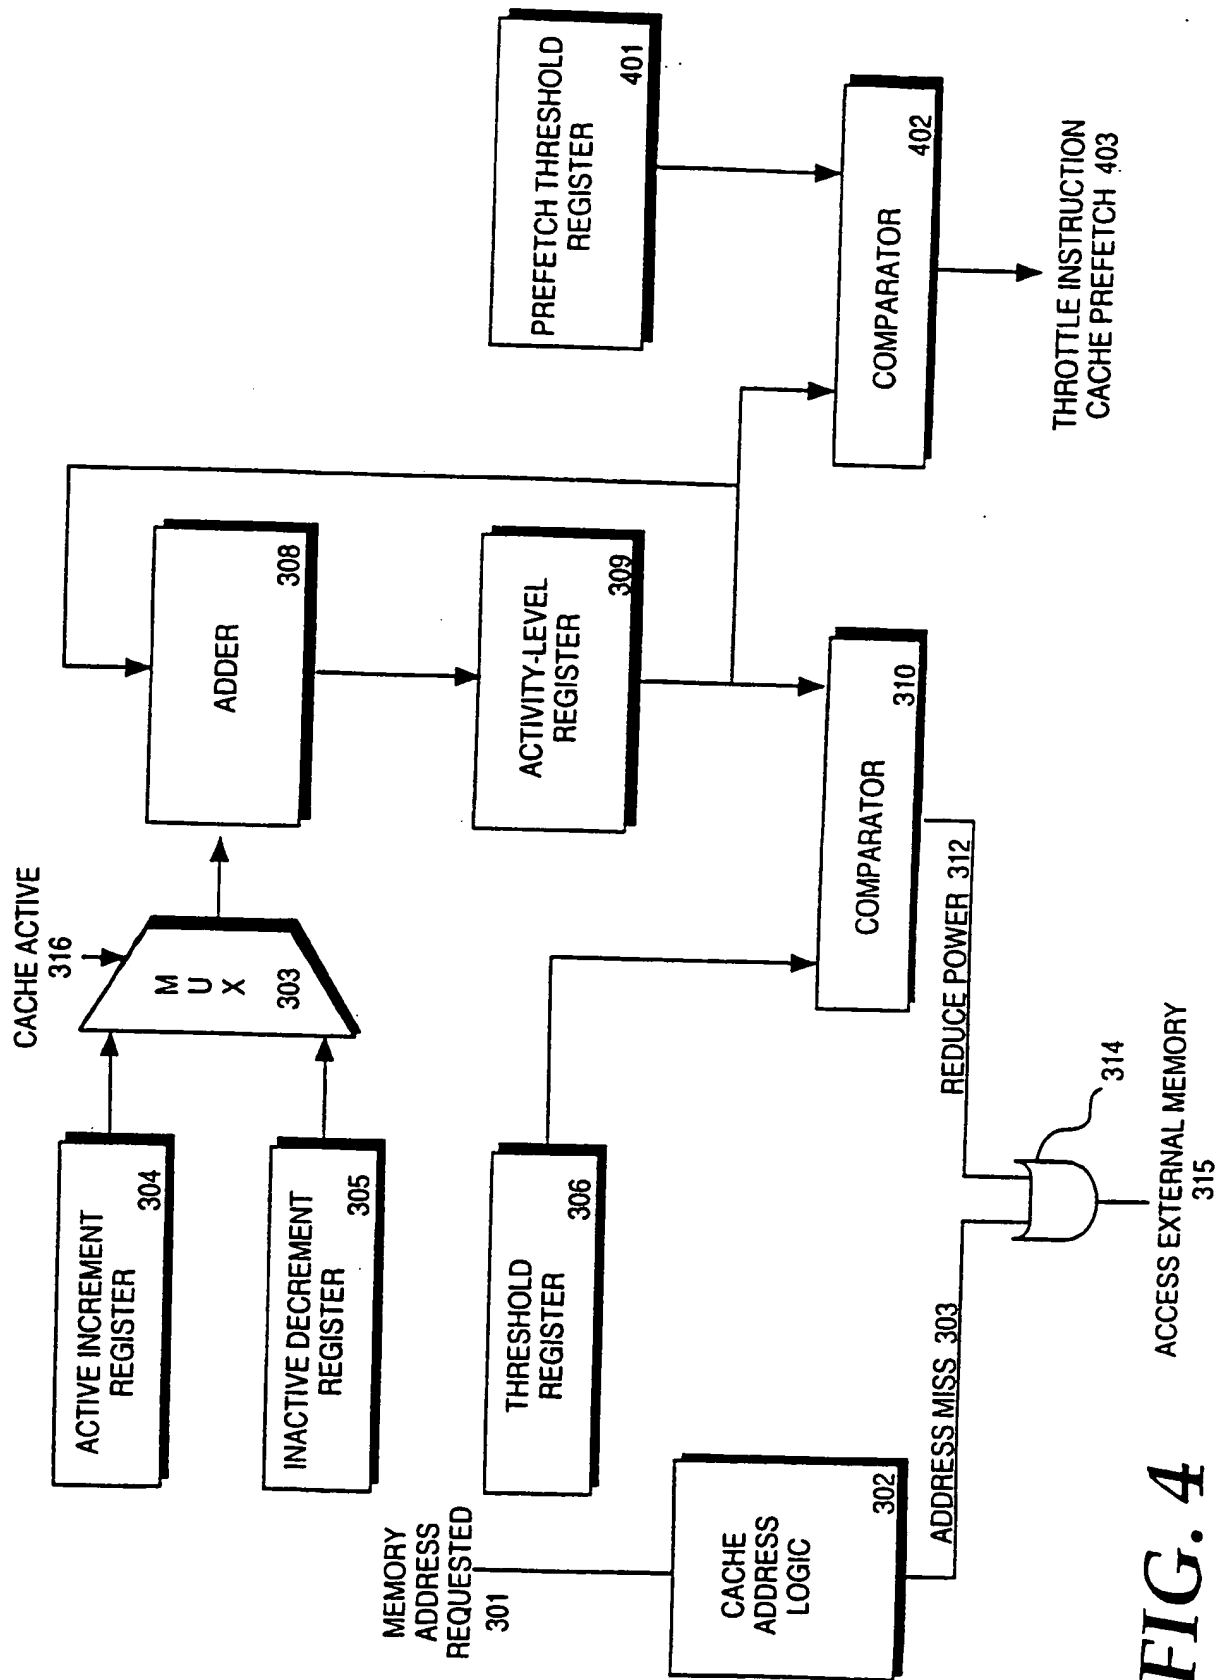 CACHE ACTIVE
316
ACTIVE INCREMENT
REGISTER
304
INACTIVE DECREMENT
REGISTER
305
M
U
X
303
ADDER
308
MEMORY
ADDRESS
REQUESTED
301
THRESHOLD
REGISTER
306
ACTIVITY-LEVEL
REGISTER
309
PREFETCH THRESHOLD
REGISTER
401
CACHE
ADDRESS
LOGIC
302
COMPARATOR
310
COMPARATOR
402
ADDRESS MISS 303
REDUCE POWER 312
314
THROTTLE INSTRUCTION
CACHE PREFETCH 403
ACCESS EXTERNAL MEMORY
315
FIG. 4